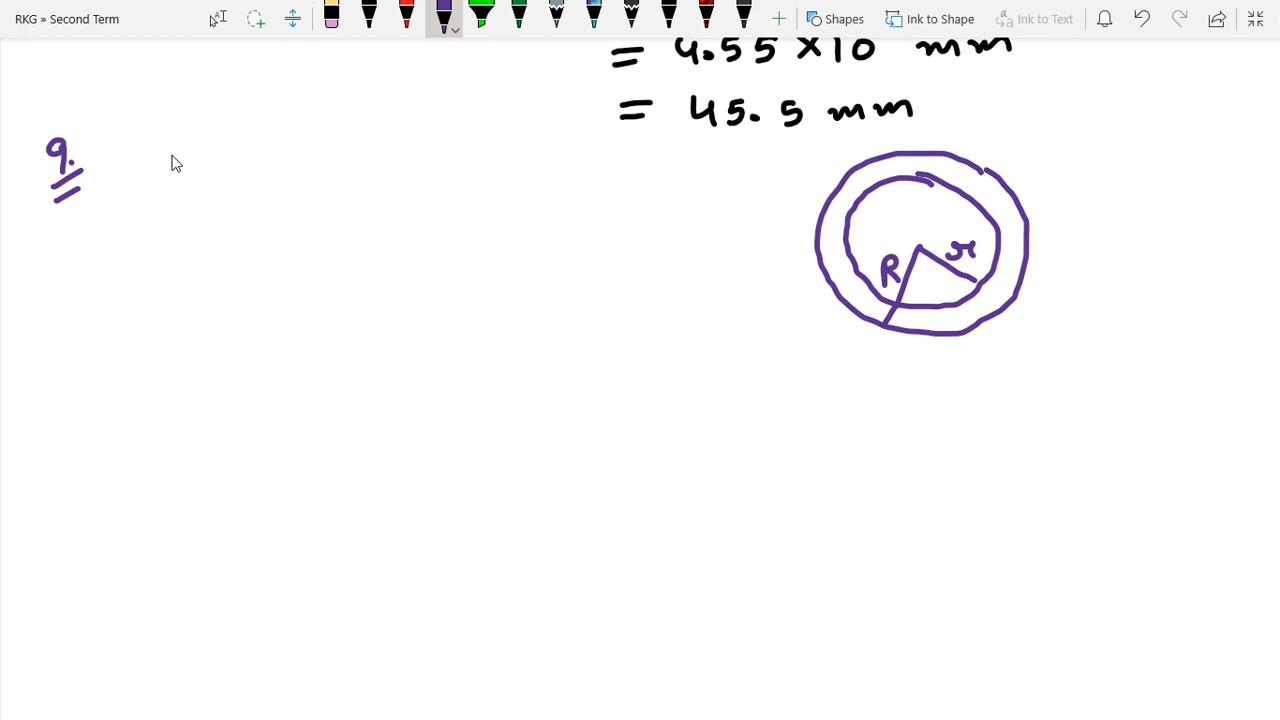 RKG » Second Term
Shapes
Ink to Shape
Ink to Text
= 4.55 × 10 mm
= 45.5 mm
9.
R
r